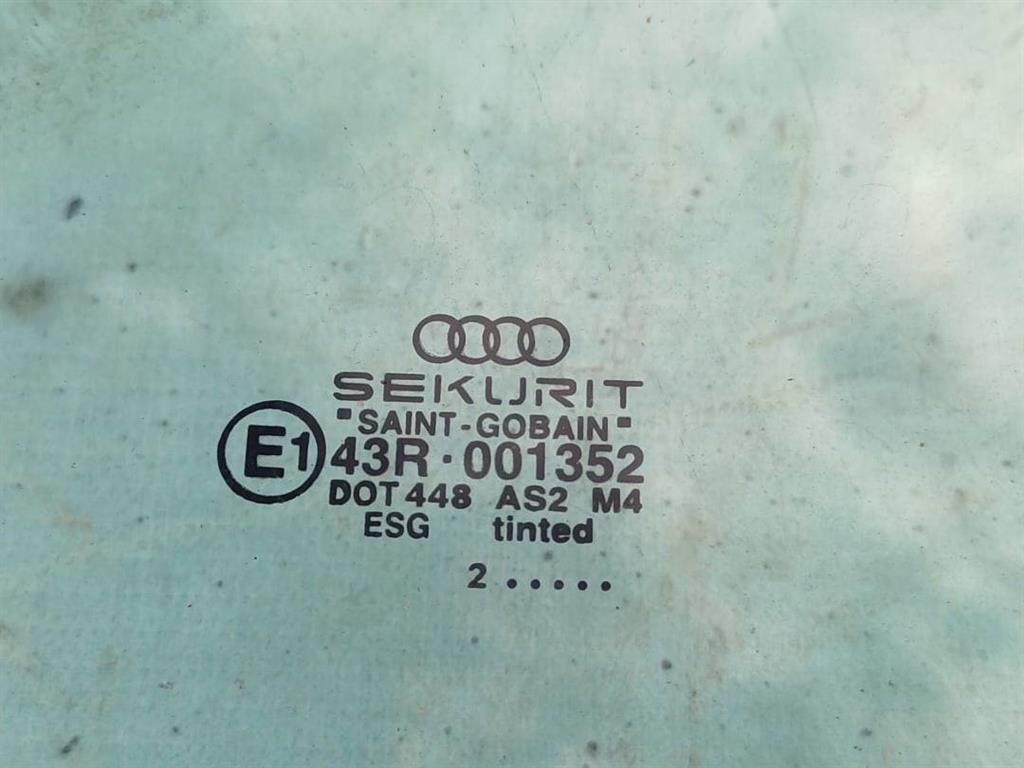 SEKURIT
"SAINT-GOBAIN"
E1 43R·001352
DOT 448 AS2 M4
ESG tinted
2 .....